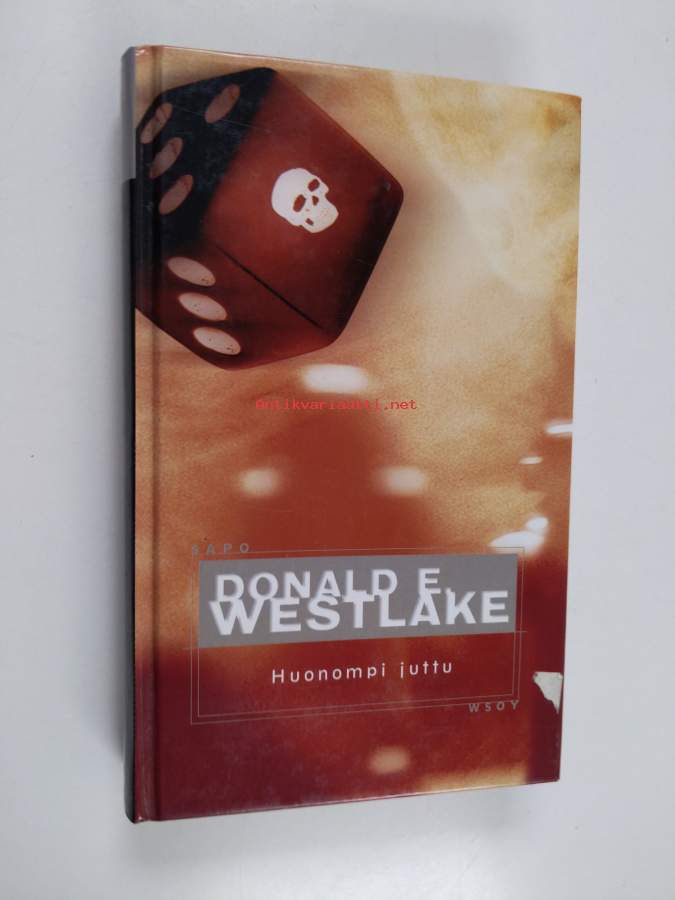 Antikvariaatti.net
SAPO
DONALD E.
WESTLAKE
Huonompi juttu
WSOY